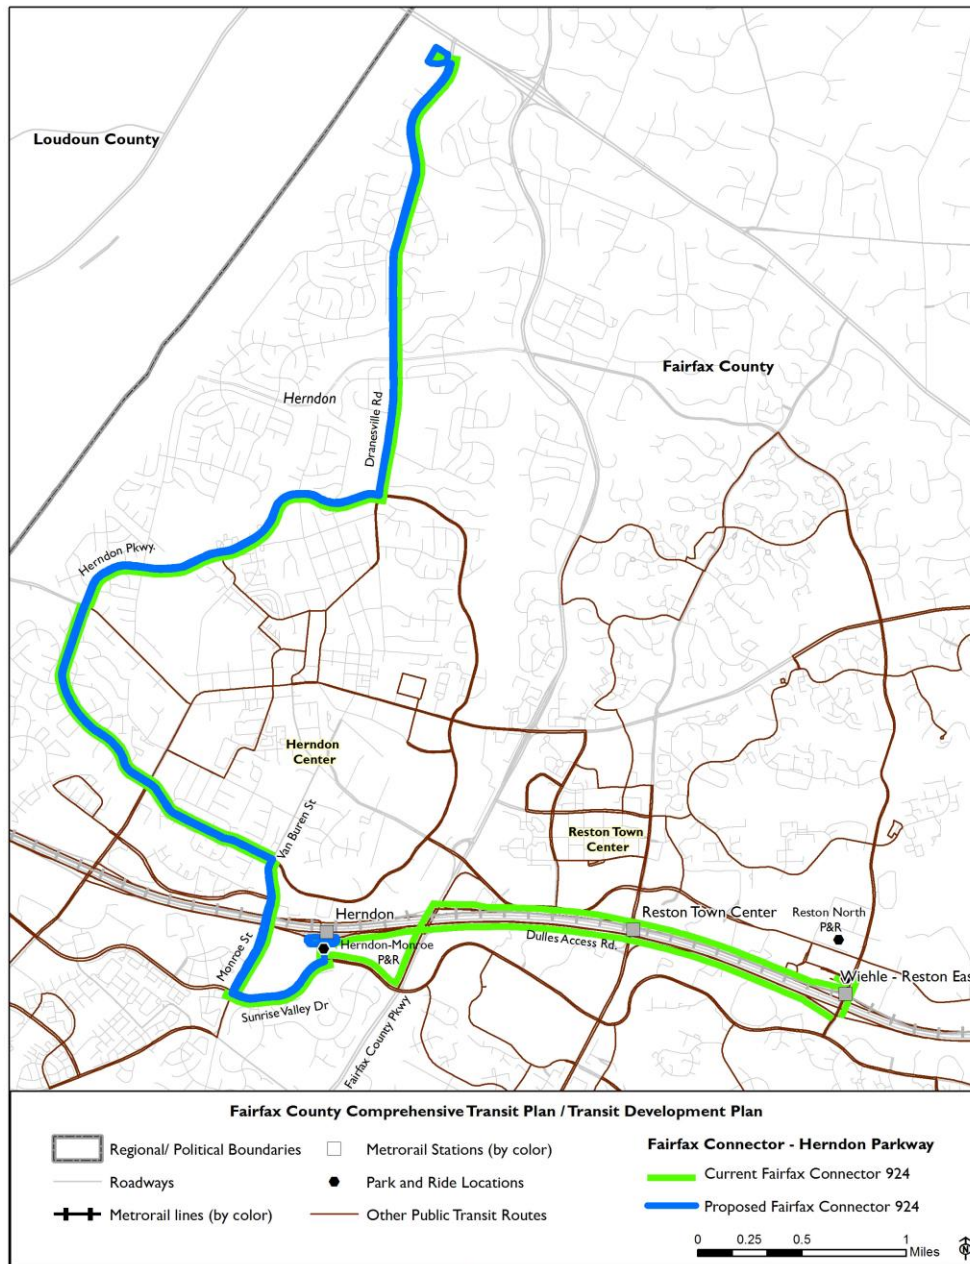 Loudoun County
Fairfax County
Herndon
Dranesville Rd
Herndon Pkwy.
Herndon
Center
Van Buren St
Reston Town
Center
Herndon
Reston Town Center
Reston North
P&R
Monroe St
Herndon-Monroe
P&R
Dulles Access Rd.
Wiehle - Reston Eas
Sunrise Valley Dr
Fairfax County Pkwy
Fairfax County Comprehensive Transit Plan / Transit Development Plan
Regional/ Political Boundaries
Roadways
Metrorail lines (by color)
Metrorail Stations (by color)
Park and Ride Locations
Other Public Transit Routes
Fairfax Connector - Herndon Parkway
Current Fairfax Connector 924
Proposed Fairfax Connector 924
0 0.25 0.5 1
Miles
N